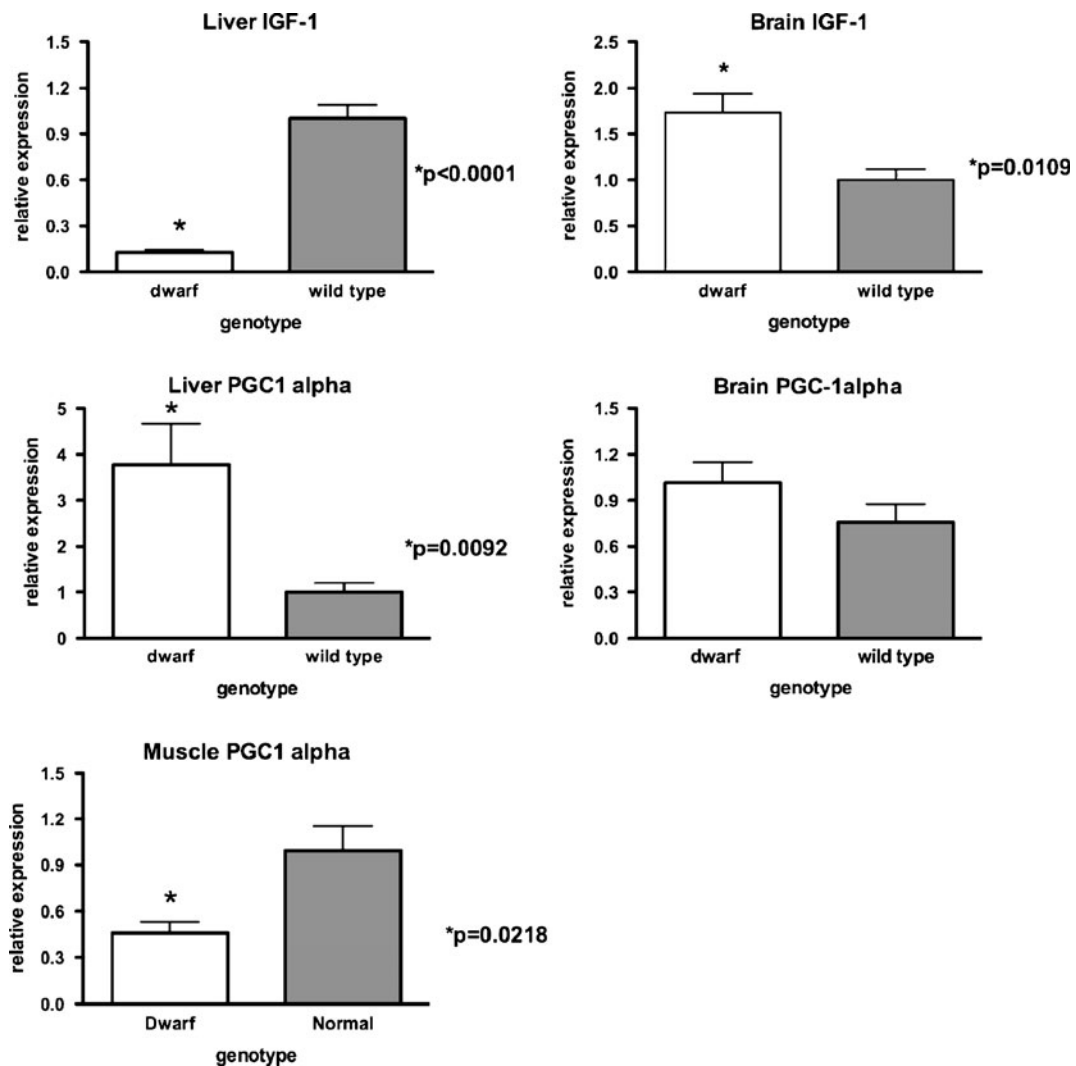 Liver IGF-1
relative expression
1.5
1.2
0.9
0.6
0.3
0.0
*
*p<0.0001
dwarf
wild type
genotype
Brain IGF-1
relative expression
2.5
2.0
1.5
1.0
0.5
0.0
*
*p=0.0109
dwarf
wild type
genotype
Liver PGC1 alpha
relative expression
5
4
3
2
1
0
*
*p=0.0092
dwarf
wild type
genotype
Brain PGC-1alpha
relative expression
1.5
1.2
0.9
0.6
0.3
0.0
dwarf
wild type
genotype
Muscle PGC1 alpha
relative expression
1.5
1.2
0.9
0.6
0.3
0.0
*
*p=0.0218
Dwarf
Normal
genotype